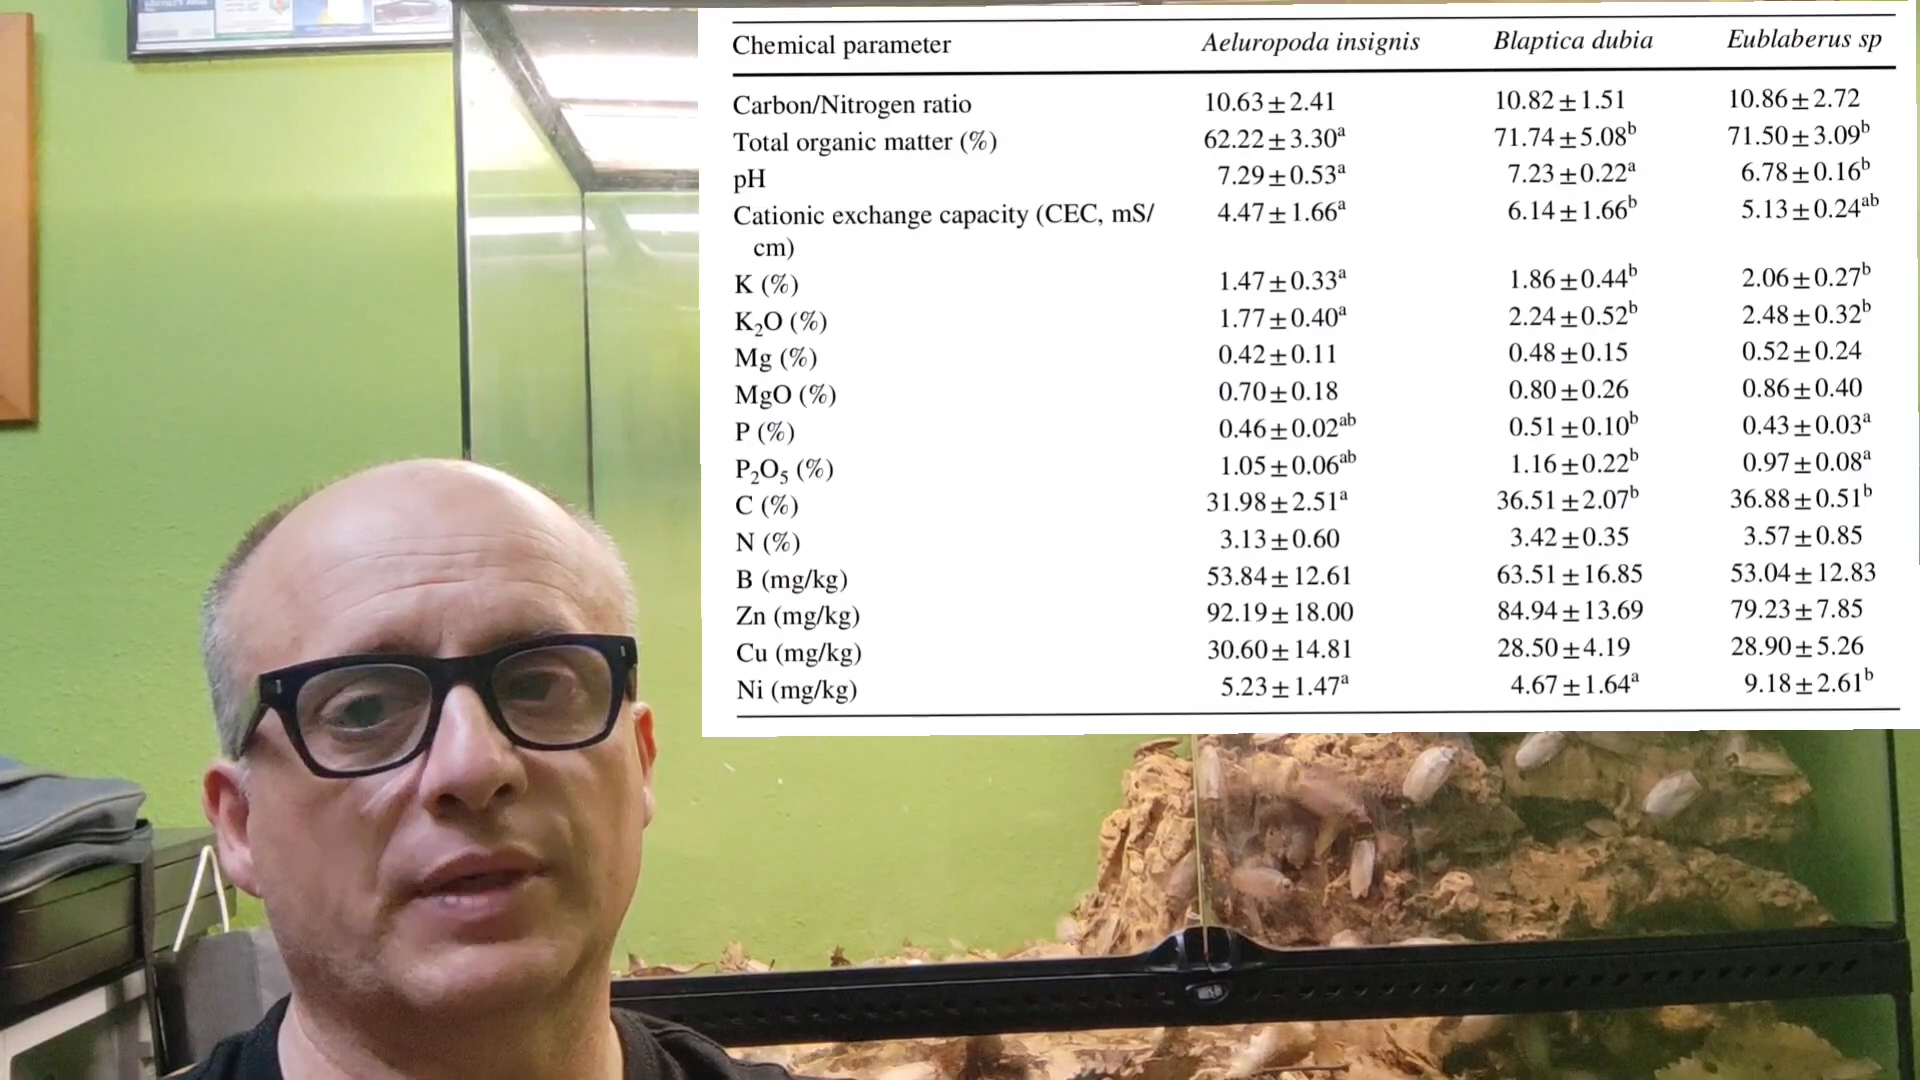 Chemical parameter Aeluropoda insignis Blaptica dubia Eublaberus sp
Carbon/Nitrogen ratio 10.63±2.41 10.82±1.51 10.86±2.72
Total organic matter (%) 62.22±3.30ᵃ 71.74±5.08ᵇ 71.50±3.09ᵇ
pH 7.29±0.53ᵃ 7.23±0.22ᵃ 6.78±0.16ᵇ
Cationic exchange capacity (CEC, mS/ 4.47±1.66ᵃ 6.14±1.66ᵇ 5.13±0.24ᵃᵇ
cm)
K (%) 1.47±0.33ᵃ 1.86±0.44ᵇ 2.06±0.27ᵇ
K₂O (%) 1.77±0.40ᵃ 2.24±0.52ᵇ 2.48±0.32ᵇ
Mg (%) 0.42±0.11 0.48±0.15 0.52±0.24
MgO (%) 0.70±0.18 0.80±0.26 0.86±0.40
P (%) 0.46±0.02ᵃᵇ 0.51±0.10ᵇ 0.43±0.03ᵃ
P₂O₅ (%) 1.05±0.06ᵃᵇ 1.16±0.22ᵇ 0.97±0.08ᵃ
C (%) 31.98±2.51ᵃ 36.51±2.07ᵇ 36.88±0.51ᵇ
N (%) 3.13±0.60 3.42±0.35 3.57±0.85
B (mg/kg) 53.84±12.61 63.51±16.85 53.04±12.83
Zn (mg/kg) 92.19±18.00 84.94±13.69 79.23±7.85
Cu (mg/kg) 30.60±14.81 28.50±4.19 28.90±5.26
Ni (mg/kg) 5.23±1.47ᵃ 4.67±1.64ᵃ 9.18±2.61ᵇ